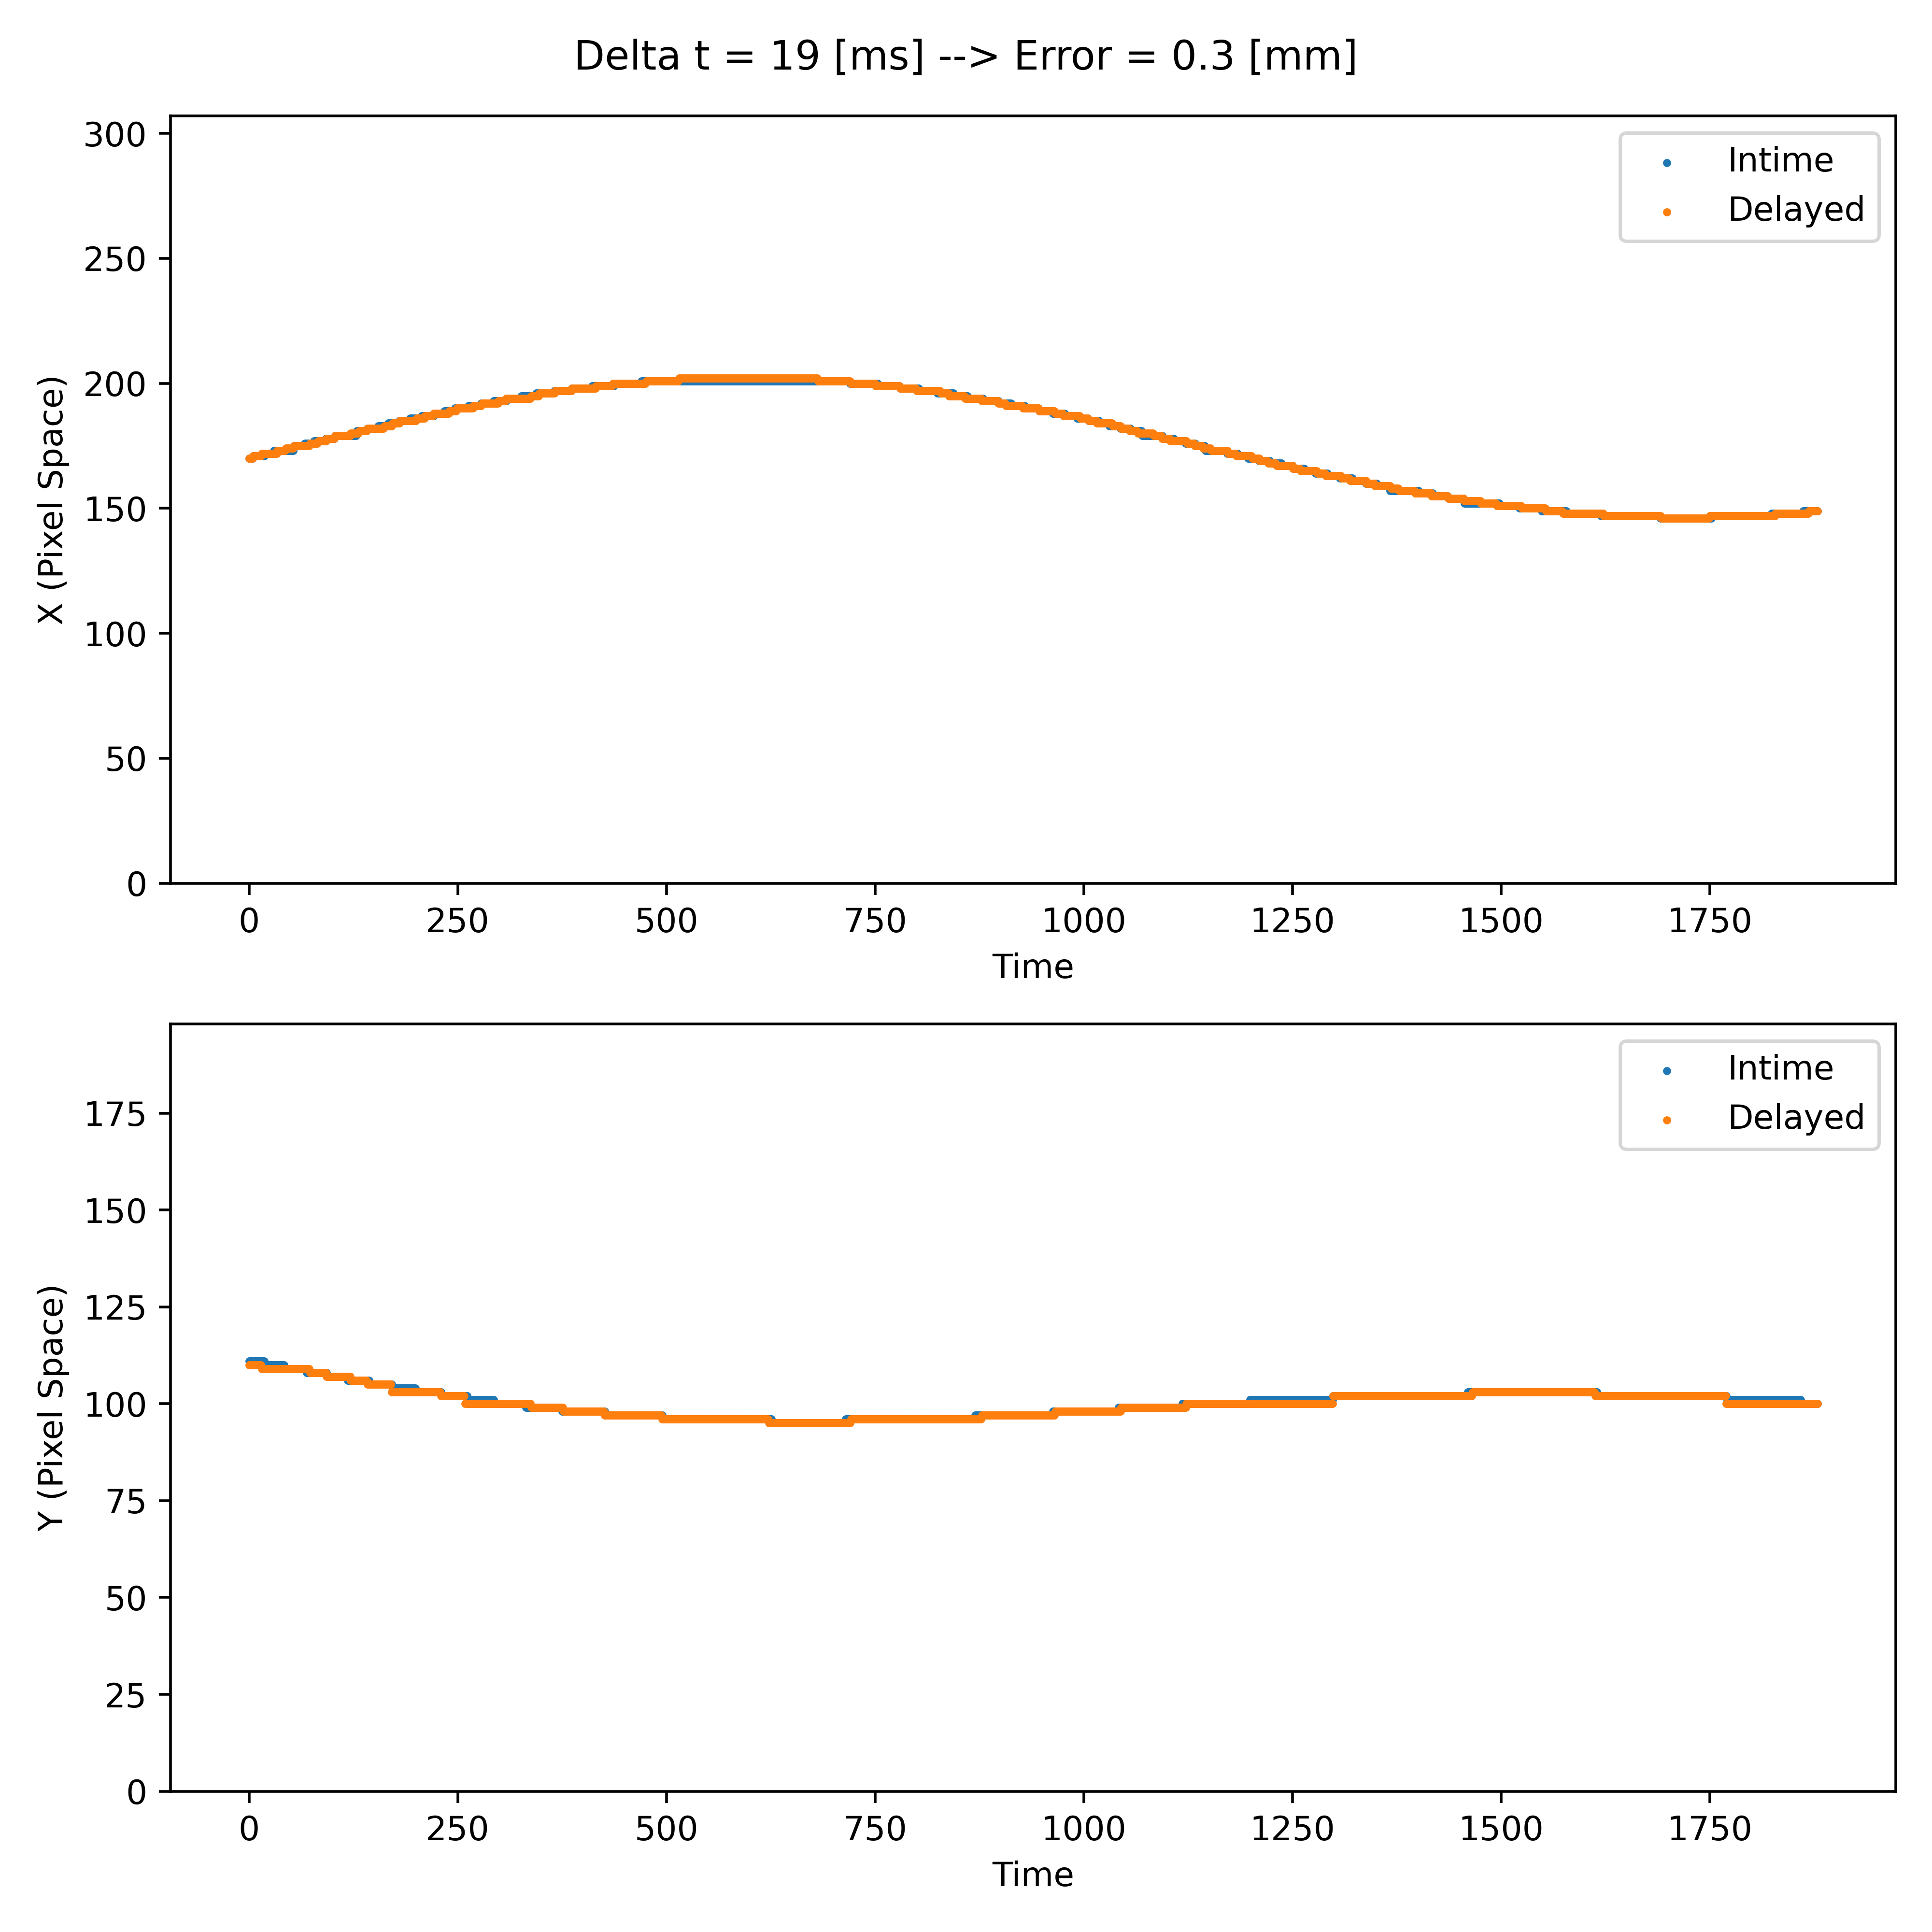 Delta t = 19 [ms] --> Error = 0.3 [mm]
300
250
200
150
100
50
0
X (Pixel Space)
Intime
Delayed
0 250 500 750 1000 1250 1500 1750
Time
175
150
125
100
75
50
25
0
Y (Pixel Space)
Intime
Delayed
0 250 500 750 1000 1250 1500 1750
Time